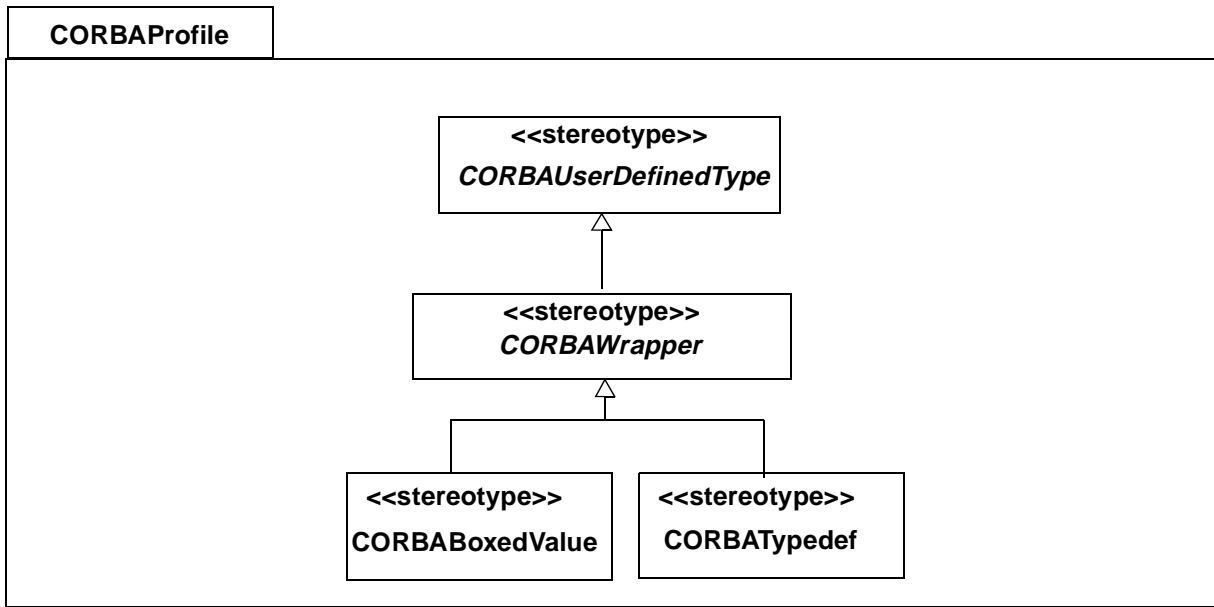 CORBAProfile
<<stereotype>>
CORBAUserDefinedType
<<stereotype>>
CORBAWrapper
<<stereotype>>
CORBABoxedValue
<<stereotype>>
CORBATypedef